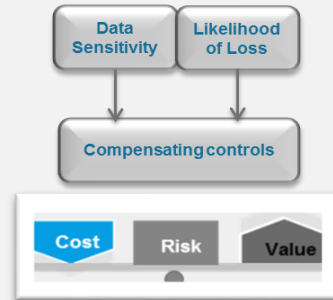 Data
Sensitivity
Likelihood
of Loss
Compensating controls
Cost
Risk
Value